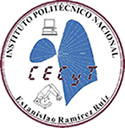 INSTITUTO POLITÉCNICO NACIONAL
CECyT
Estanislao Ramírez Ruiz